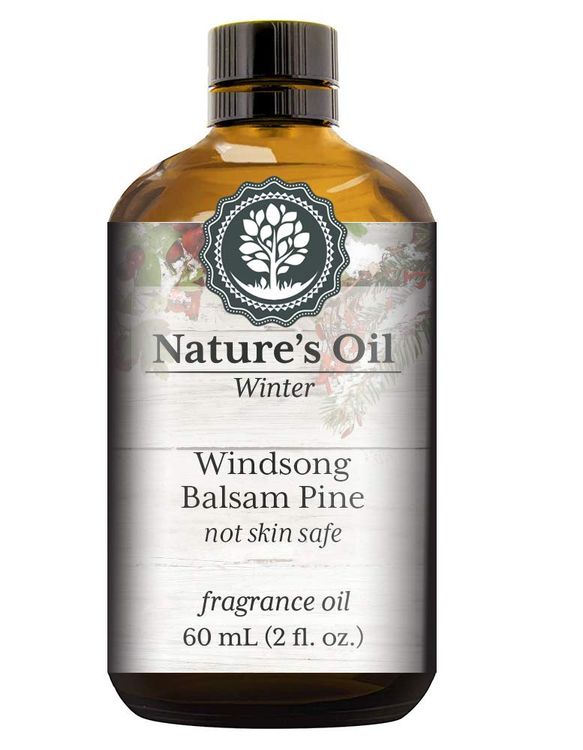 Nature's Oil
Winter
Windsong
Balsam Pine
not skin safe
fragrance oil
60 mL (2 fl. oz.)